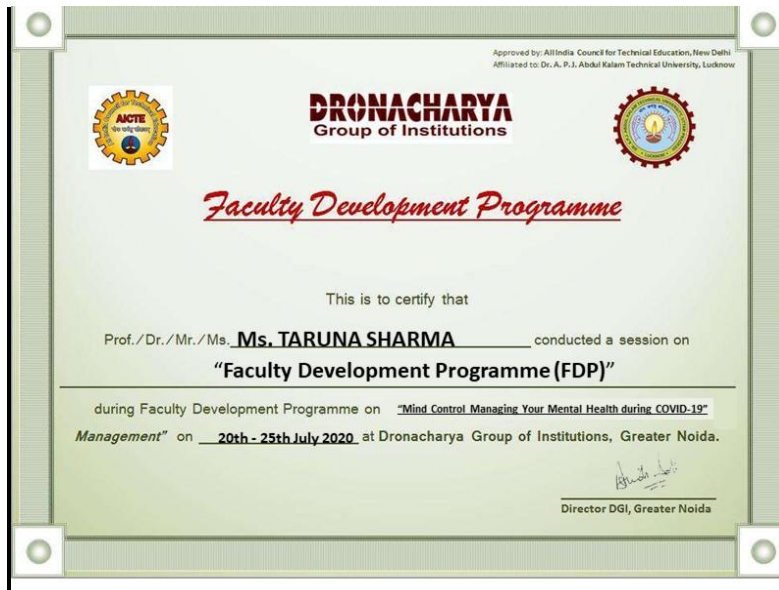 Approved by: All India Council for Technical Education, New Delhi
Affiliated to: Dr. A. P. J. Abdul Kalam Technical University, Lucknow
AICTE
DRONACHARYA
Group of Institutions
Faculty Development Programme
This is to certify that
Prof./Dr./Mr./Ms. Ms. TARUNA SHARMA conducted a session on
“Faculty Development Programme (FDP)”
during Faculty Development Programme on "Mind Control Managing Your Mental Health during COVID-19"
Management" on 20th - 25th July 2020 at Dronacharya Group of Institutions, Greater Noida.
Director DGI, Greater Noida